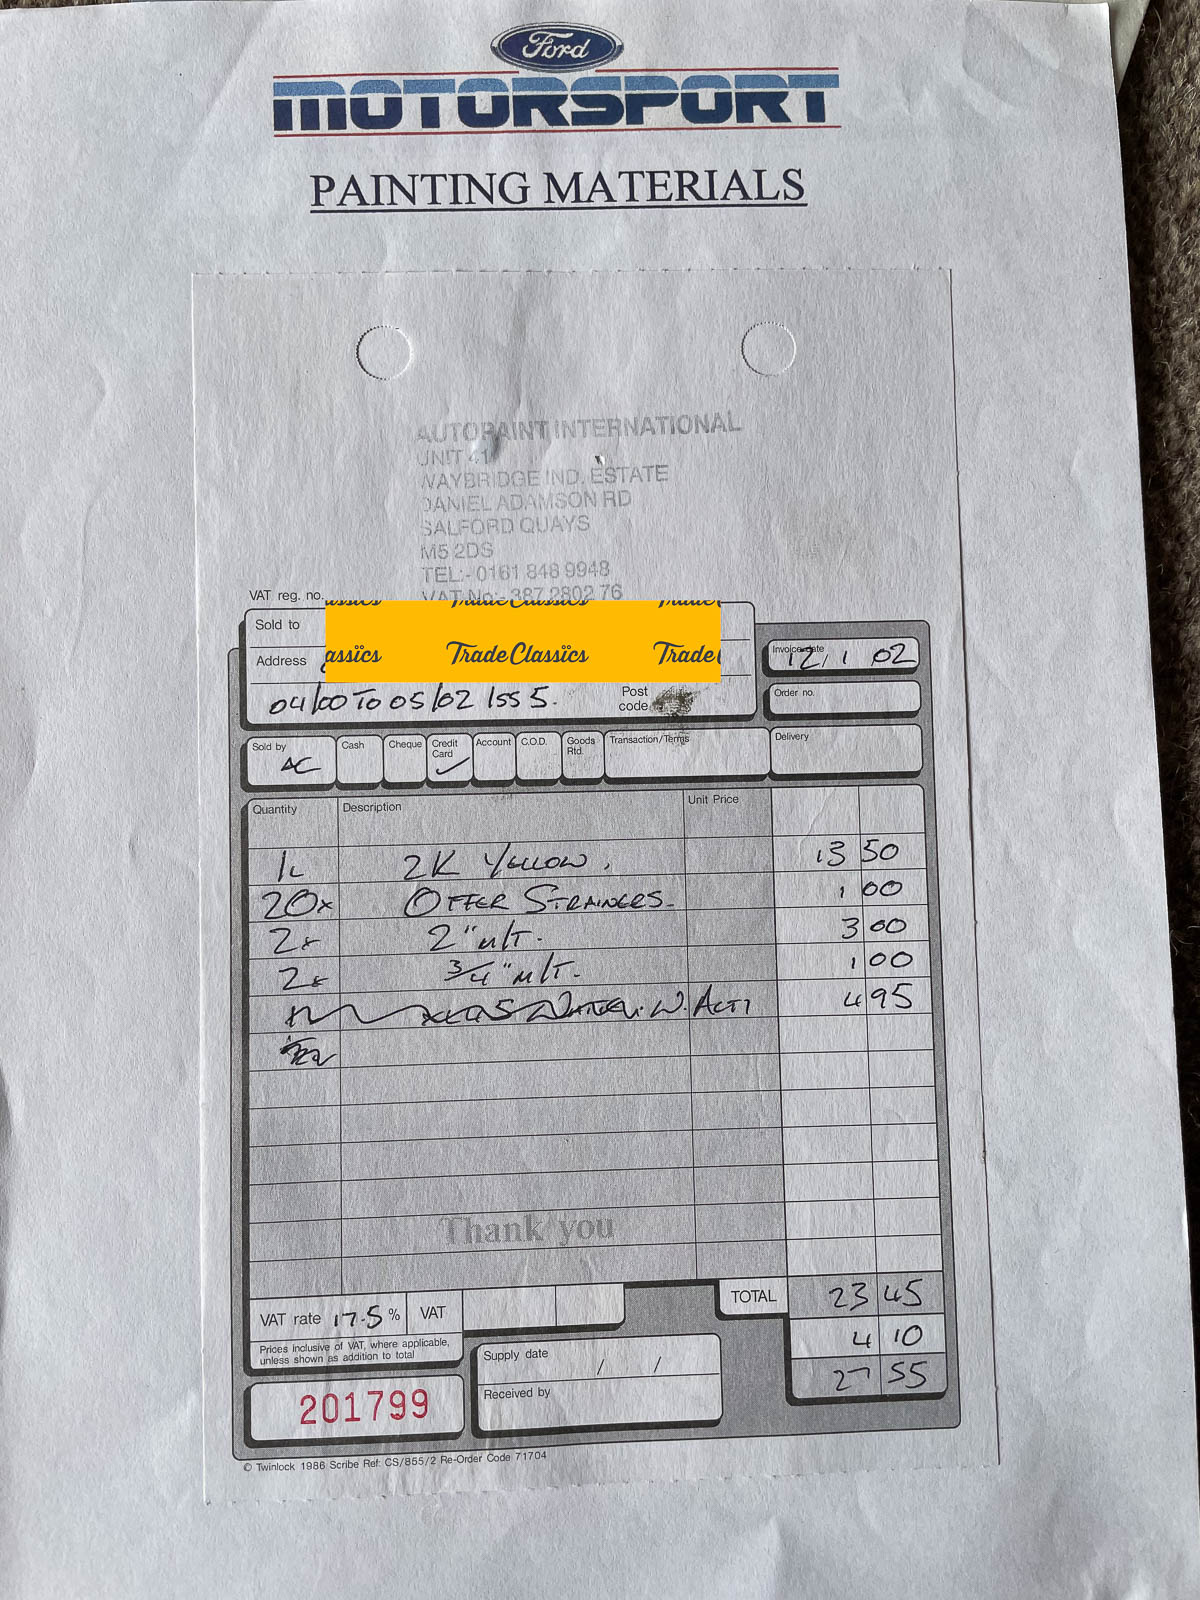 Ford
MOTORSPORT
PAINTING MATERIALS
AUTOPAINT INTERNATIONAL
UNIT 41
WAYBRIDGE IND. ESTATE
DANIEL ADAMSON RD
SALFORD QUAYS
M5 2DS
TEL:- 0161 848 9948
VAT reg. no. VAT No:- 387 2802 76
Sold to
Address
assics Trade Classics Trade
Invoice date 12/1 02
04/00 TO 05/02 ISS 5. Post code
Order no.
Sold by AC Cash Cheque Credit Card ✓ Account C.O.D. Goods Rtd. Transaction/Terms Delivery
Quantity Description Unit Price
1L 2K YELLOW. 13 50
20x OFFER STRAINERS. 1 00
2x 2" m/T. 3 00
2x 3/4" m/T. 1 00
W. ACTI 4 95
Thank you
TOTAL 23 45
VAT rate 17.5 % VAT
4 10
Prices inclusive of VAT, where applicable,
unless shown as addition to total
Supply date / /
27 55
Received by
201799
© Twinlock 1986 Scribe Ref: CS/855/2 Re-Order Code 71704